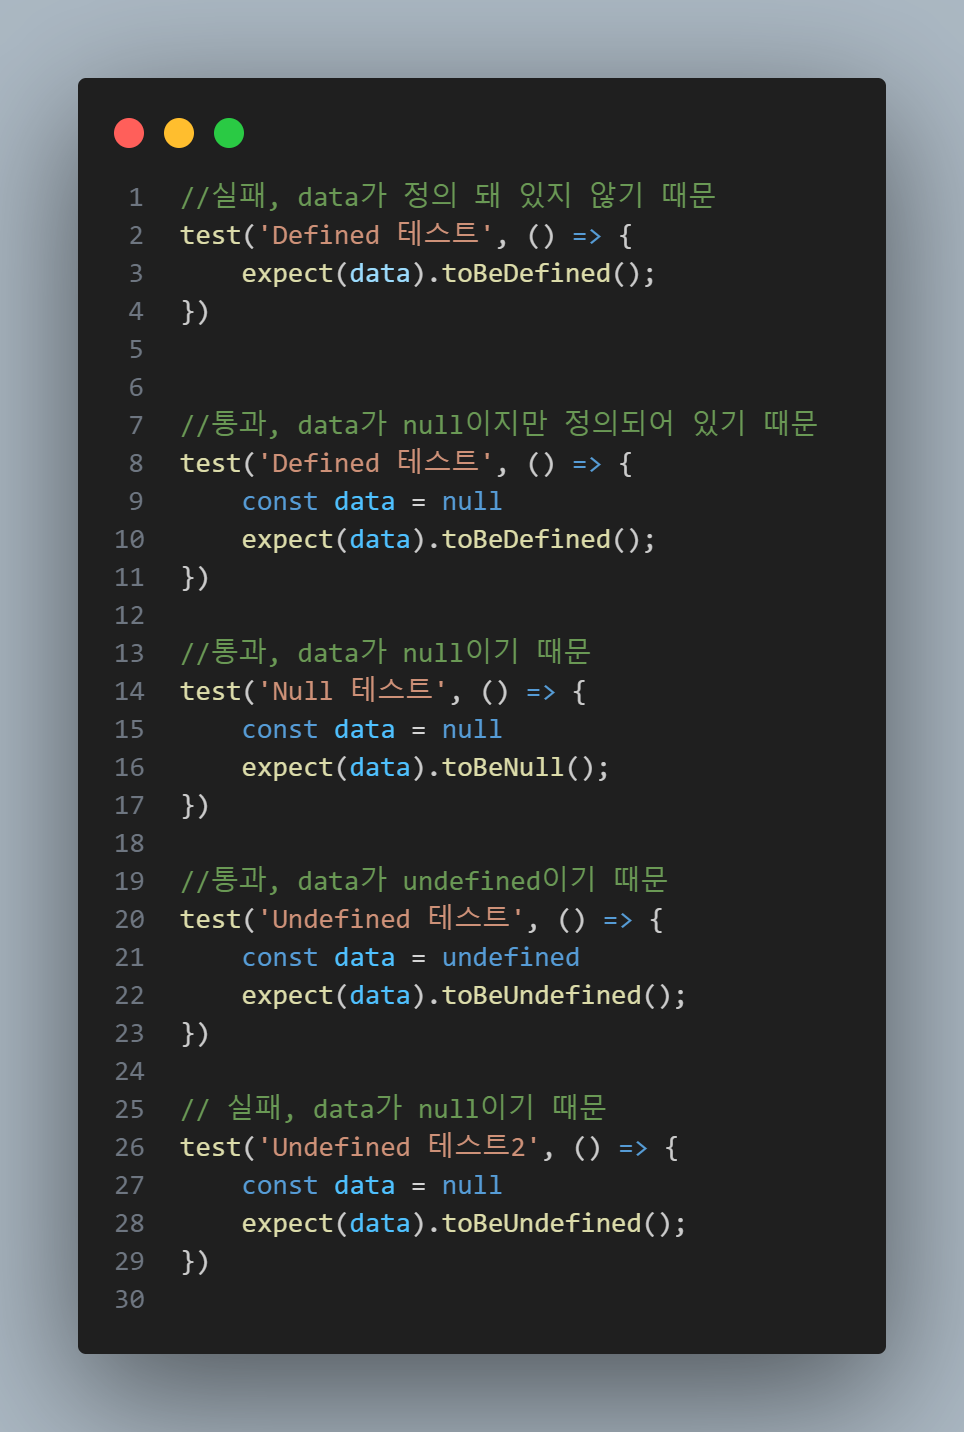 1 //실패, data가 정의 돼 있지 않기 때문
2 test('Defined 테스트', () => {
3     expect(data).toBeDefined();
4 })
5
6
7 //통과, data가 null이지만 정의되어 있기 때문
8 test('Defined 테스트', () => {
9     const data = null
10     expect(data).toBeDefined();
11 })
12
13 //통과, data가 null이기 때문
14 test('Null 테스트', () => {
15     const data = null
16     expect(data).toBeNull();
17 })
18
19 //통과, data가 undefined이기 때문
20 test('Undefined 테스트', () => {
21     const data = undefined
22     expect(data).toBeUndefined();
23 })
24
25 // 실패, data가 null이기 때문
26 test('Undefined 테스트2', () => {
27     const data = null
28     expect(data).toBeUndefined();
29 })
30